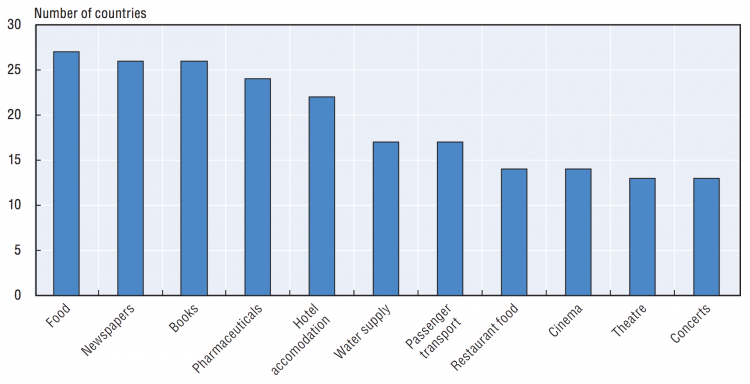 Number of countries
30
25
20
15
10
5
0
Food
Newspapers
Books
Pharmaceuticals
Hotel
accomodation
Water supply
Passenger
transport
Restaurant food
Cinema
Theatre
Concerts